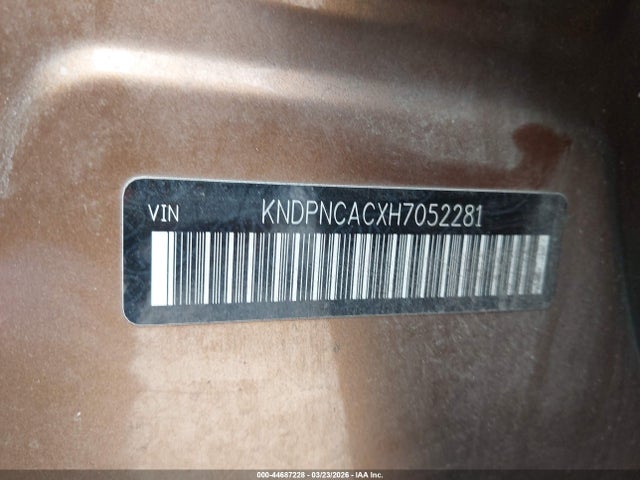 VIN KNDPNCACXH7052281
000-44687228 - 03/23/2026 - IAA Inc.